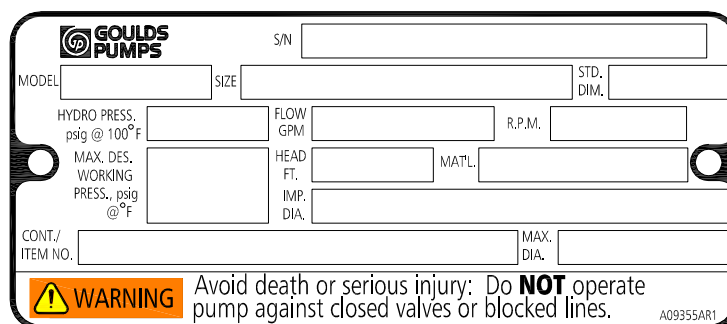 GP GOULDS PUMPS
S/N
MODEL SIZE STD. DIM.
HYDRO PRESS. psig @ 100°F FLOW GPM R.P.M.
MAX. DES. WORKING PRESS., psig @°F HEAD FT. MAT'L.
IMP. DIA.
CONT./ ITEM NO. MAX. DIA.
WARNING
Avoid death or serious injury: Do NOT operate
pump against closed valves or blocked lines.
A09355AR1